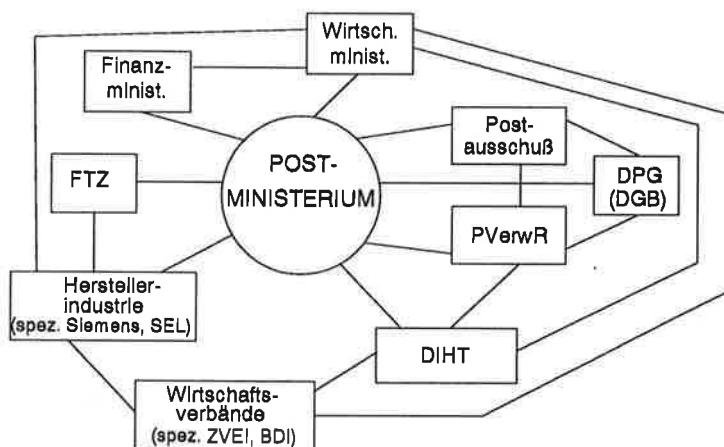 Wirtsch.
minist.
Finanz-
minist.
POST-
MINISTERIUM
Post-
ausschuß
FTZ
DPG
(DGB)
PVerwR
Hersteller-
industrie
(spez. Siemens, SEL)
DIHT
Wirtschafts-
verbände
(spez. ZVEI, BDI)